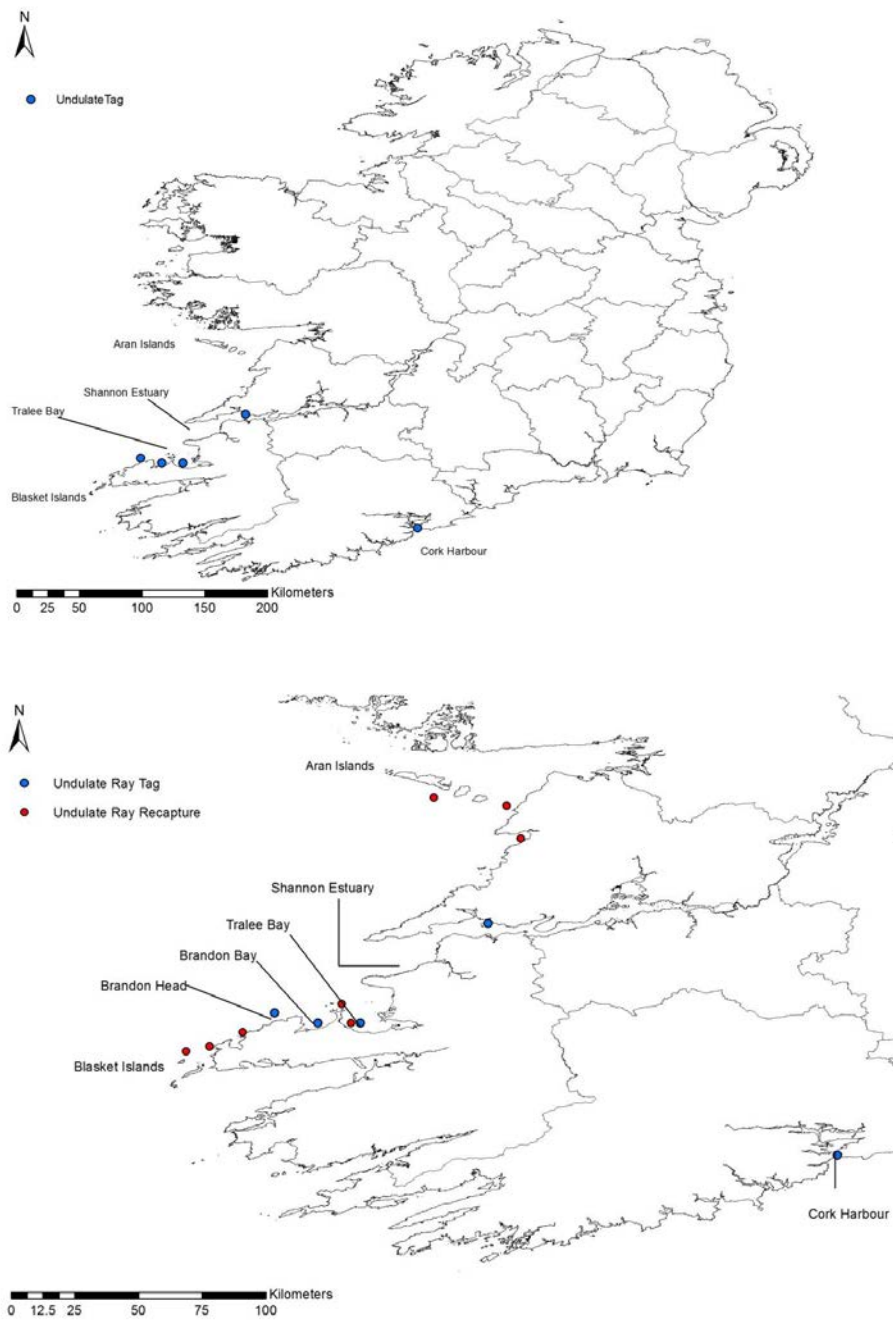 N
UndulateTag
Aran Islands
Shannon Estuary
Tralee Bay
Blasket Islands
Cork Harbour
Kilometers
0 25 50 100 150 200
N
Undulate Ray Tag
Undulate Ray Recapture
Aran Islands
Shannon Estuary
Tralee Bay
Brandon Bay
Brandon Head
Blasket Islands
Cork Harbour
Kilometers
0 12.5 25 50 75 100